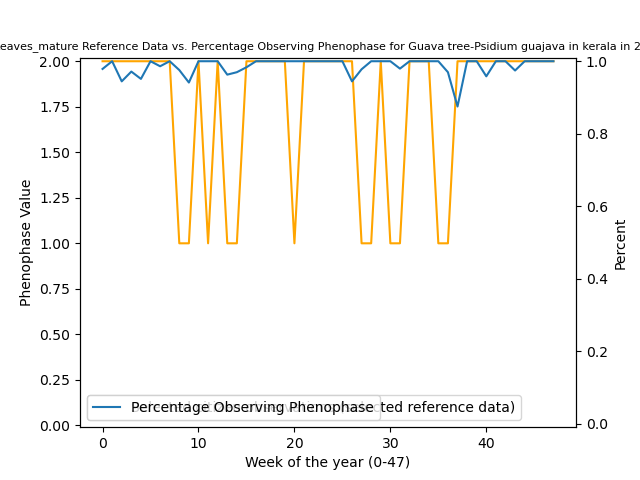 eaves_mature Reference Data vs. Percentage Observing Phenophase for Guava tree-Psidium guajava in kerala in 2
2.00
1.75
1.50
1.25
1.00
0.75
0.50
0.25
0.00
Phenophase Value
1.0
0.8
0.6
0.4
0.2
0.0
Percent
Percentage Observing Phenophase
ted reference data)
0 10 20 30 40
Week of the year (0-47)